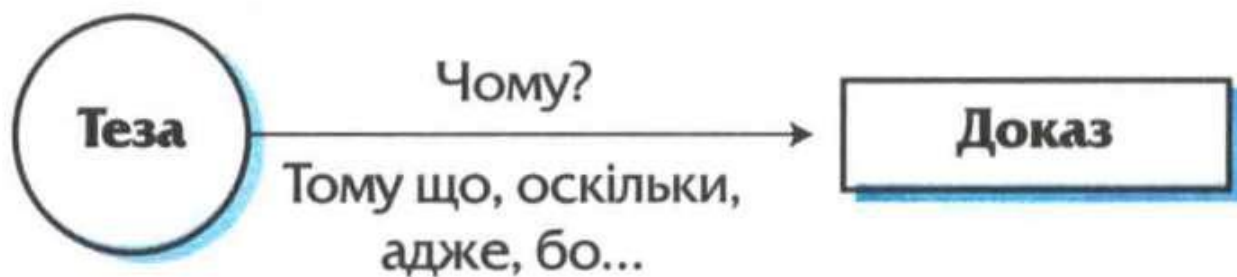 Теза
Чому?
Тому що, оскільки,
адже, бо...
Доказ